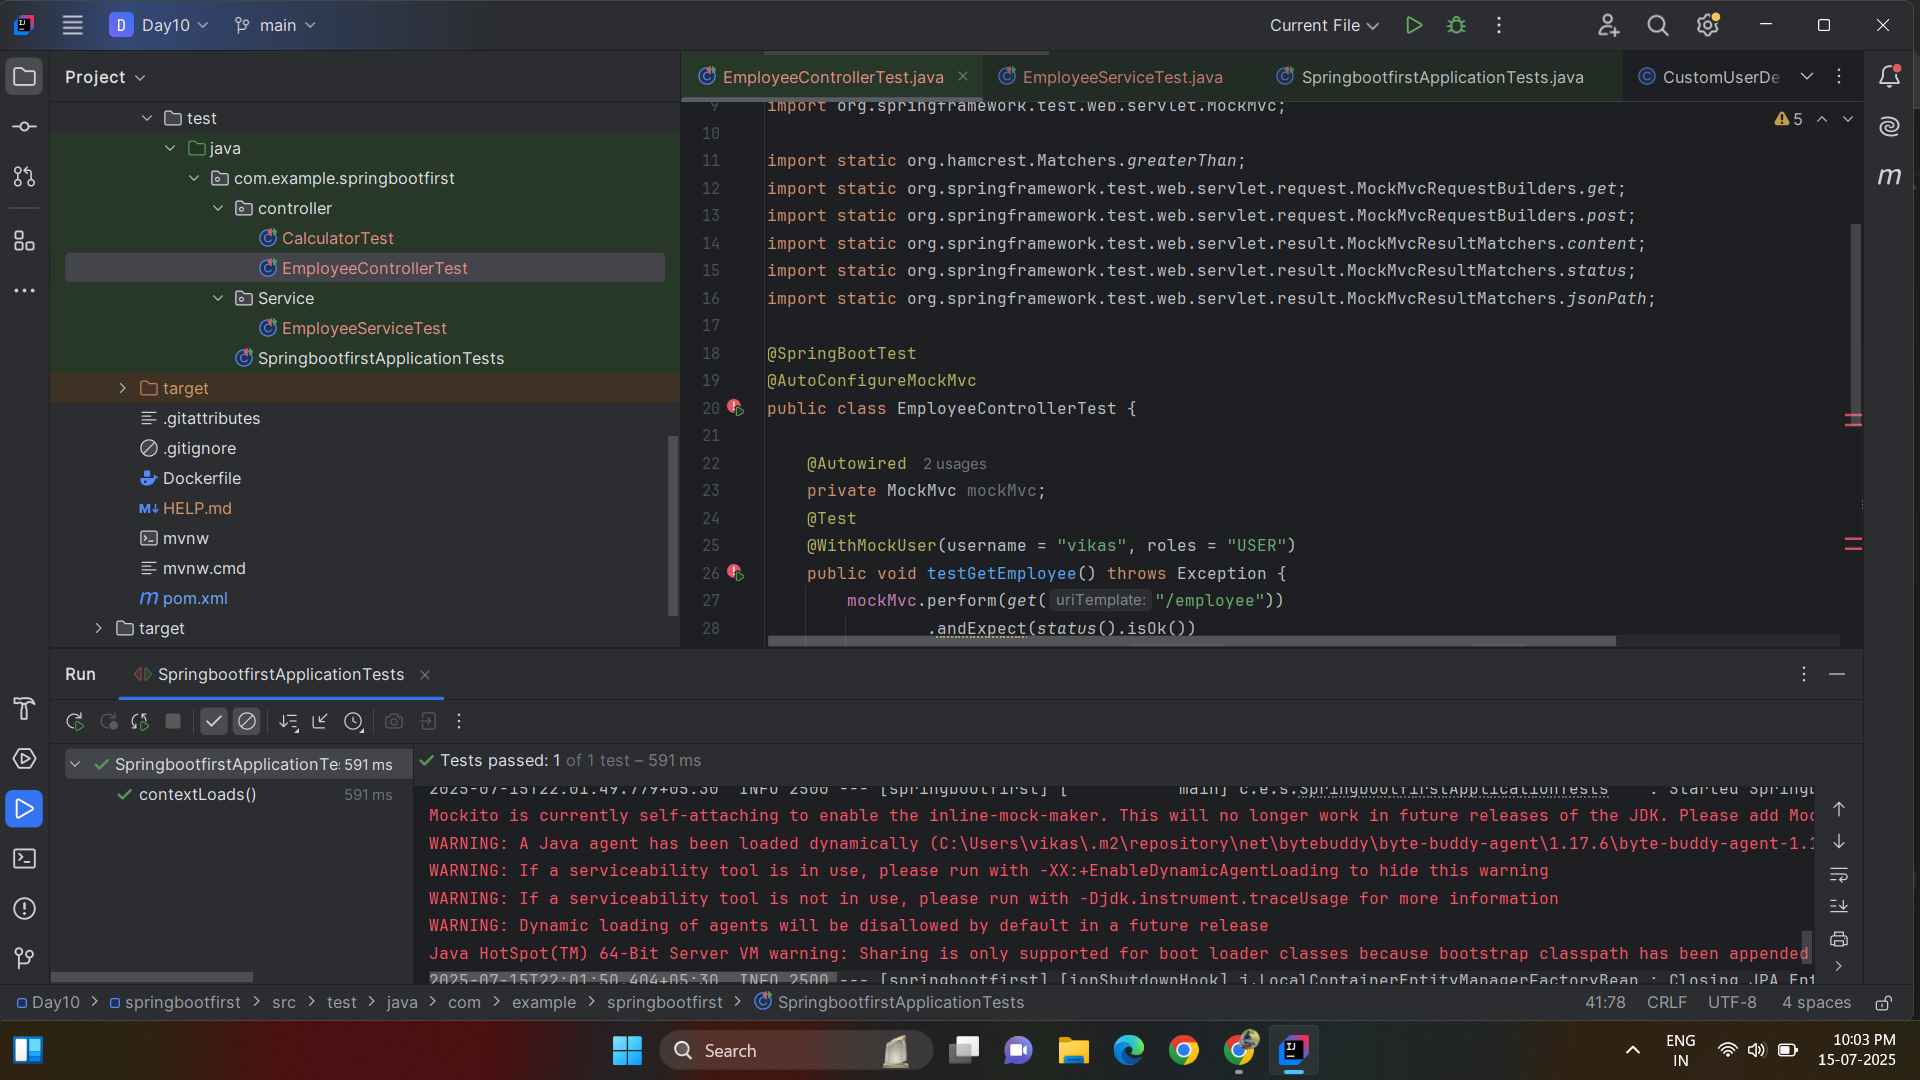 D Day10 main Current File
Project
test
java
com.example.springbootfirst
controller
CalculatorTest
EmployeeControllerTest
Service
EmployeeServiceTest
SpringbootfirstApplicationTests
target
.gitattributes
.gitignore
Dockerfile
HELP.md
mvnw
mvnw.cmd
pom.xml
target
EmployeeControllerTest.java EmployeeServiceTest.java SpringbootfirstApplicationTests.java CustomUserDe
5
9 import org.springframework.test.web.servlet.MockMvc;
10
11 import static org.hamcrest.Matchers.greaterThan;
12 import static org.springframework.test.web.servlet.request.MockMvcRequestBuilders.get;
13 import static org.springframework.test.web.servlet.request.MockMvcRequestBuilders.post;
14 import static org.springframework.test.web.servlet.result.MockMvcResultMatchers.content;
15 import static org.springframework.test.web.servlet.result.MockMvcResultMatchers.status;
16 import static org.springframework.test.web.servlet.result.MockMvcResultMatchers.jsonPath;
17
18 @SpringBootTest
19 @AutoConfigureMockMvc
20 public class EmployeeControllerTest {
21
22 @Autowired 2 usages
23 private MockMvc mockMvc;
24 @Test
25 @WithMockUser(username = "vikas", roles = "USER")
26 public void testGetEmployee() throws Exception {
27 mockMvc.perform(get( uriTemplate: "/employee"))
28 .andExpect(status().isOk())
Run SpringbootfirstApplicationTests
SpringbootfirstApplicationTe 591 ms
contextLoads() 591 ms
Tests passed: 1 of 1 test – 591 ms
2025-07-15T22:01:49.779+05:30 INFO 2500 --- [springbootfirst] [ main] c.e.s.SpringbootfirstApplicationTests : Started Spring
Mockito is currently self-attaching to enable the inline-mock-maker. This will no longer work in future releases of the JDK. Please add Moc
WARNING: A Java agent has been loaded dynamically (C:\Users\vikas\.m2\repository\net\bytebuddy\byte-buddy-agent\1.17.6\byte-buddy-agent-1.1
WARNING: If a serviceability tool is in use, please run with -XX:+EnableDynamicAgentLoading to hide this warning
WARNING: If a serviceability tool is not in use, please run with -Djdk.instrument.traceUsage for more information
WARNING: Dynamic loading of agents will be disallowed by default in a future release
Java HotSpot(TM) 64-Bit Server VM warning: Sharing is only supported for boot loader classes because bootstrap classpath has been appended
2025-07-15T22:01:50.404+05:30 INFO 2500 --- [springbootfirst] [ionShutdownHook] j.LocalContainerEntityManagerFactoryBean : Closing JPA Ent
Day10 > springbootfirst > src > test > java > com > example > springbootfirst > SpringbootfirstApplicationTests 41:78 CRLF UTF-8 4 spaces
Search
ENG
IN
10:03 PM
15-07-2025